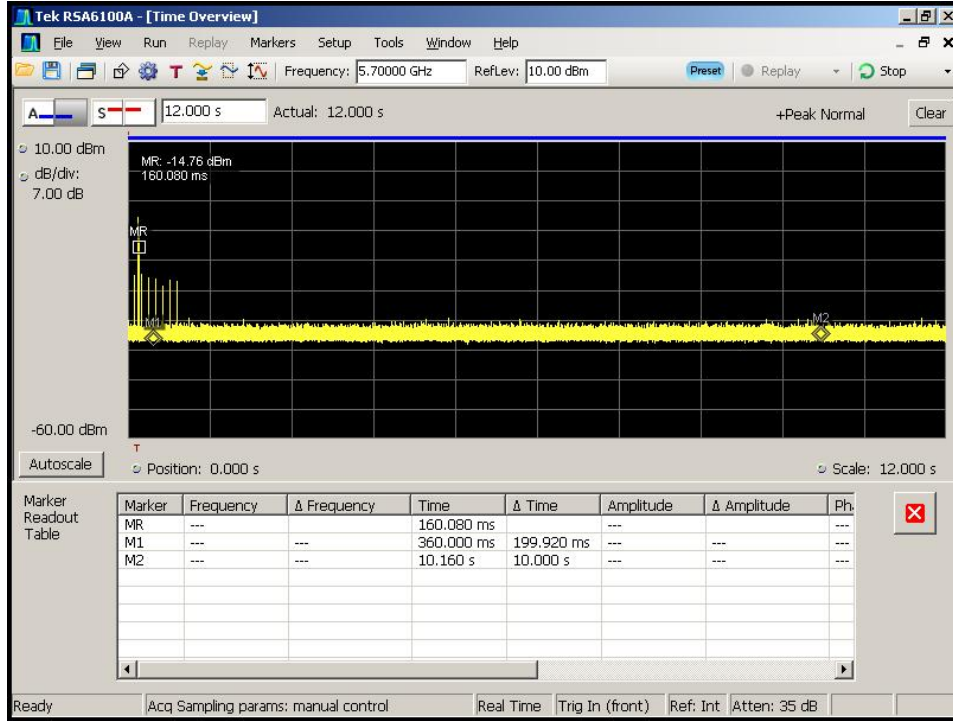 Tek RSA6100A - [Time Overview]
File View Run Replay Markers Setup Tools Window Help
T Frequency: 5.70000 GHz RefLev: 10.00 dBm Preset Replay Stop
A S 12.000 s Actual: 12.000 s +Peak Normal Clear
10.00 dBm
dB/div:
7.00 dB
MR: -14.76 dBm
160.080 ms
MR
M1
M2
-60.00 dBm
T
Autoscale Position: 0.000 s Scale: 12.000 s
Marker
Readout
Table
Marker Frequency Δ Frequency Time Δ Time Amplitude Δ Amplitude Ph
MR --- 160.080 ms --- ---
M1 --- --- 360.000 ms 199.920 ms --- --- ---
M2 --- --- 10.160 s 10.000 s --- --- ---
Ready Acq Sampling params: manual control Real Time Trig In (front) Ref: Int Atten: 35 dB